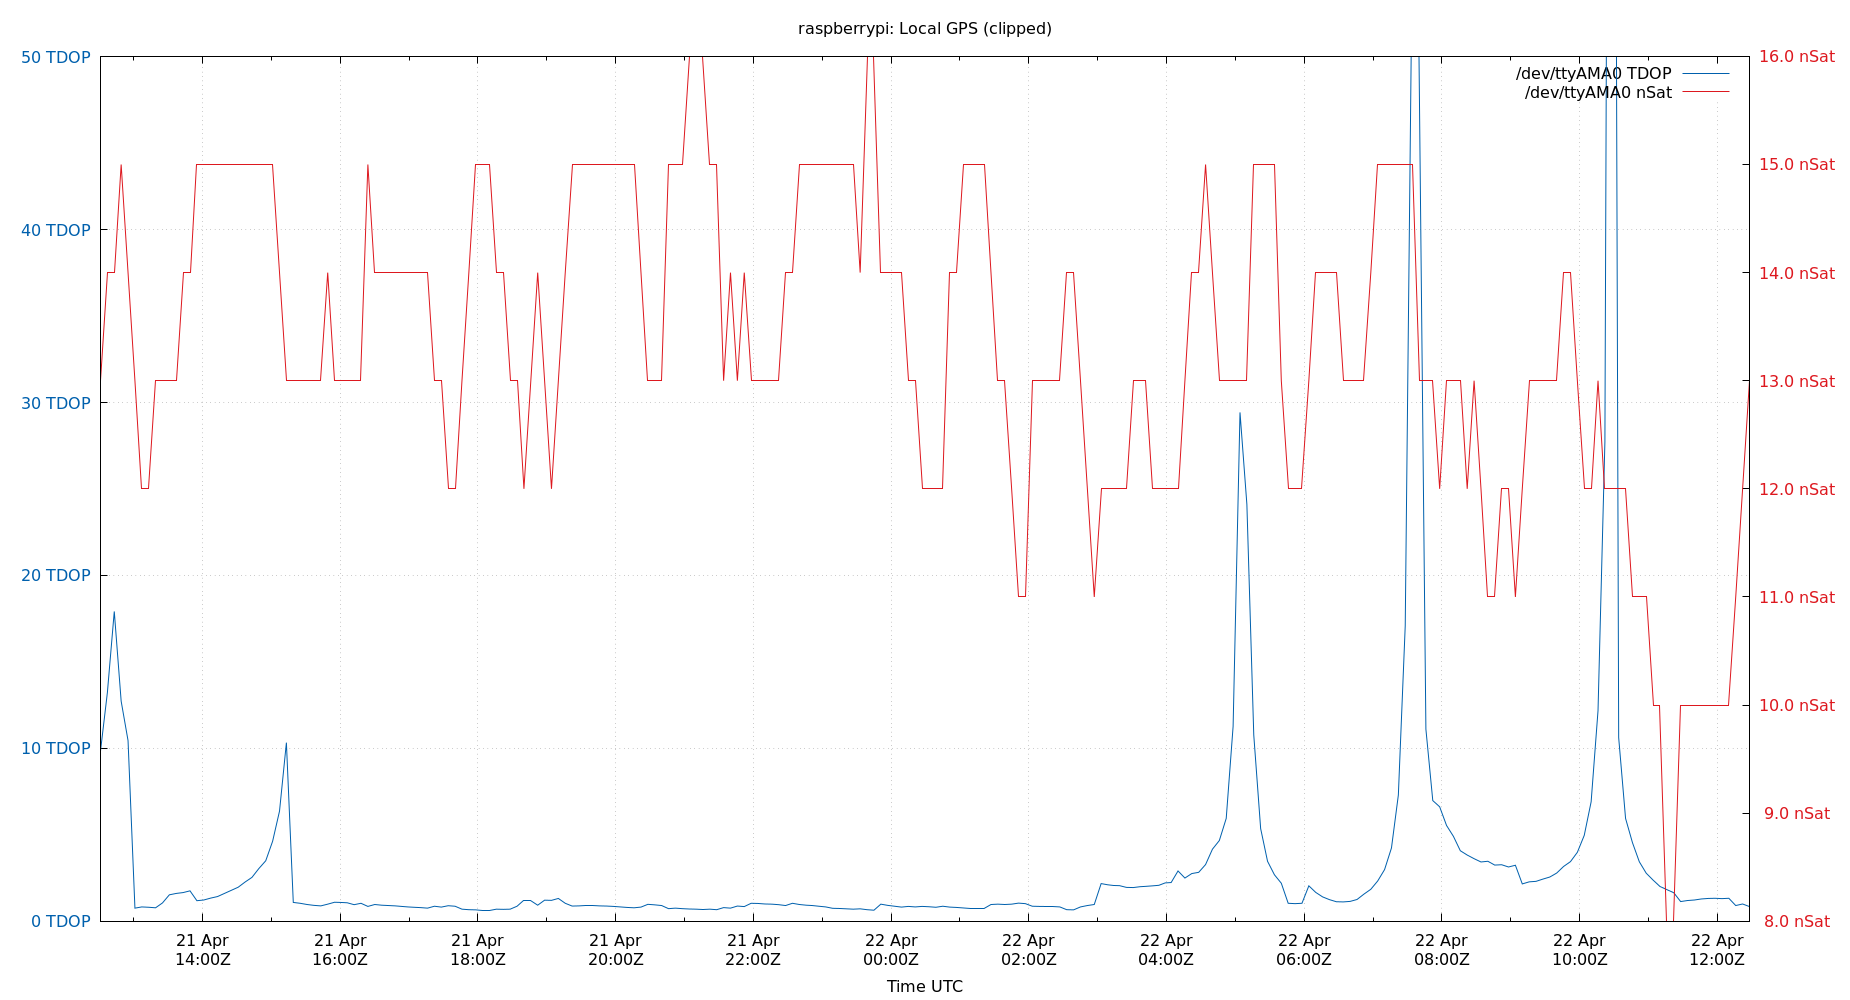 raspberrypi: Local GPS (clipped)
50 TDOP
40 TDOP
30 TDOP
20 TDOP
10 TDOP
0 TDOP
/dev/ttyAMA0 TDOP
/dev/ttyAMA0 nSat
16.0 nSat
15.0 nSat
14.0 nSat
13.0 nSat
12.0 nSat
11.0 nSat
10.0 nSat
9.0 nSat
8.0 nSat
21 Apr
14:00Z
21 Apr
16:00Z
21 Apr
18:00Z
21 Apr
20:00Z
21 Apr
22:00Z
22 Apr
00:00Z
22 Apr
02:00Z
22 Apr
04:00Z
22 Apr
06:00Z
22 Apr
08:00Z
22 Apr
10:00Z
22 Apr
12:00Z
Time UTC